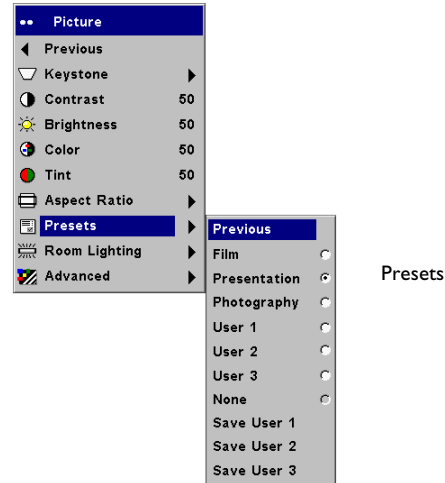 Picture
Previous
Keystone
Contrast 50
Brightness 50
Color 50
Tint 50
Aspect Ratio
Presets
Room Lighting
Advanced
Previous
Film
Presentation
Photography
User 1
User 2
User 3
None
Save User 1
Save User 2
Save User 3
Presets